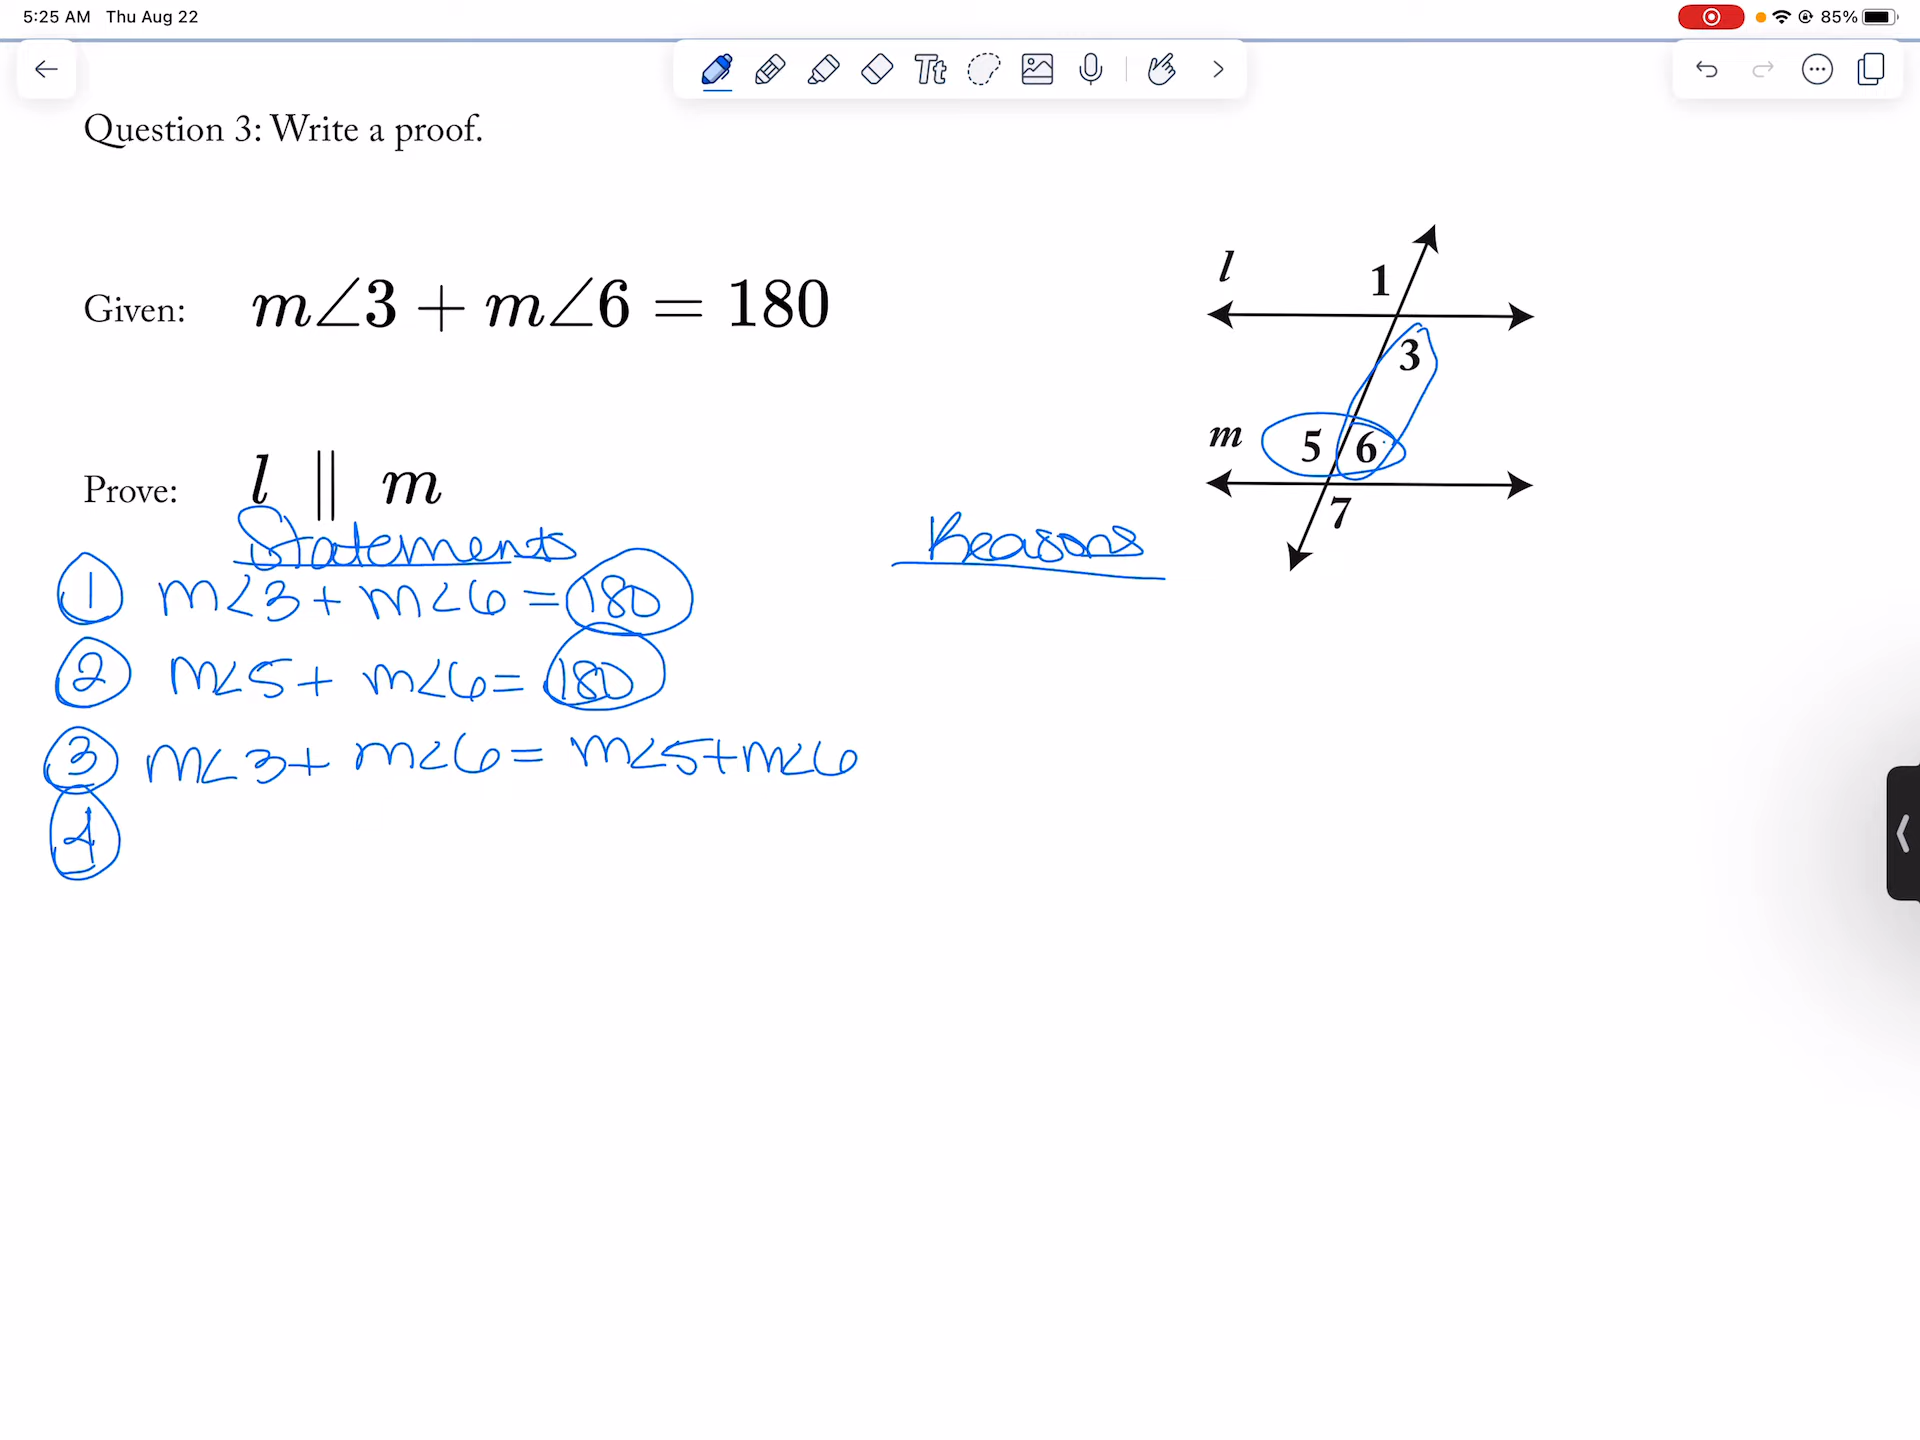 5:25 AM Thu Aug 22
85%
Tt
Question 3: Write a proof.
Given: m∠3 + m∠6 = 180
Prove: l || m
l
1
3
m
5 6
7
Statements Reasons
① m∠3 + m∠6 = 180
② m∠5 + m∠6 = 180
③ m∠3 + m∠6 = m∠5 + m∠6
④